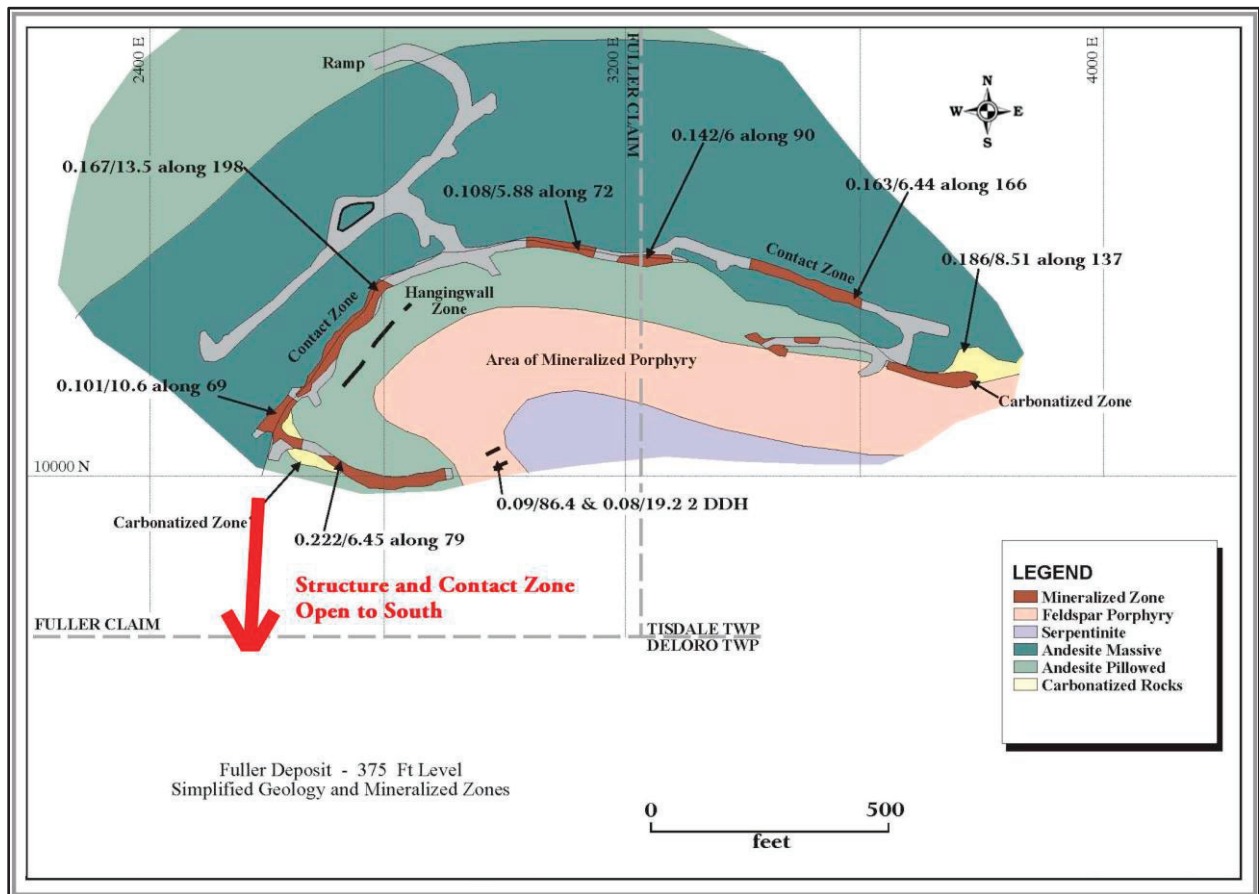 2400 E
3200 E
4000 E
FULLER CLAIM
Ramp
N
W E
S
0.142/6 along 90
0.167/13.5 along 198
0.108/5.88 along 72
0.163/6.44 along 166
Contact Zone
0.186/8.51 along 137
Hangingwall
Zone
Contact Zone
Area of Mineralized Porphyry
0.101/10.6 along 69
Carbonatized Zone
10000 N
0.09/86.4 & 0.08/19.2 2 DDH
Carbonatized Zone
0.222/6.45 along 79
Structure and Contact Zone
Open to South
FULLER CLAIM
TISDALE TWP
DELORO TWP
LEGEND
Mineralized Zone
Feldspar Porphyry
Serpentinite
Andesite Massive
Andesite Pillowed
Carbonatized Rocks
Fuller Deposit - 375 Ft Level
Simplified Geology and Mineralized Zones
0 500
feet